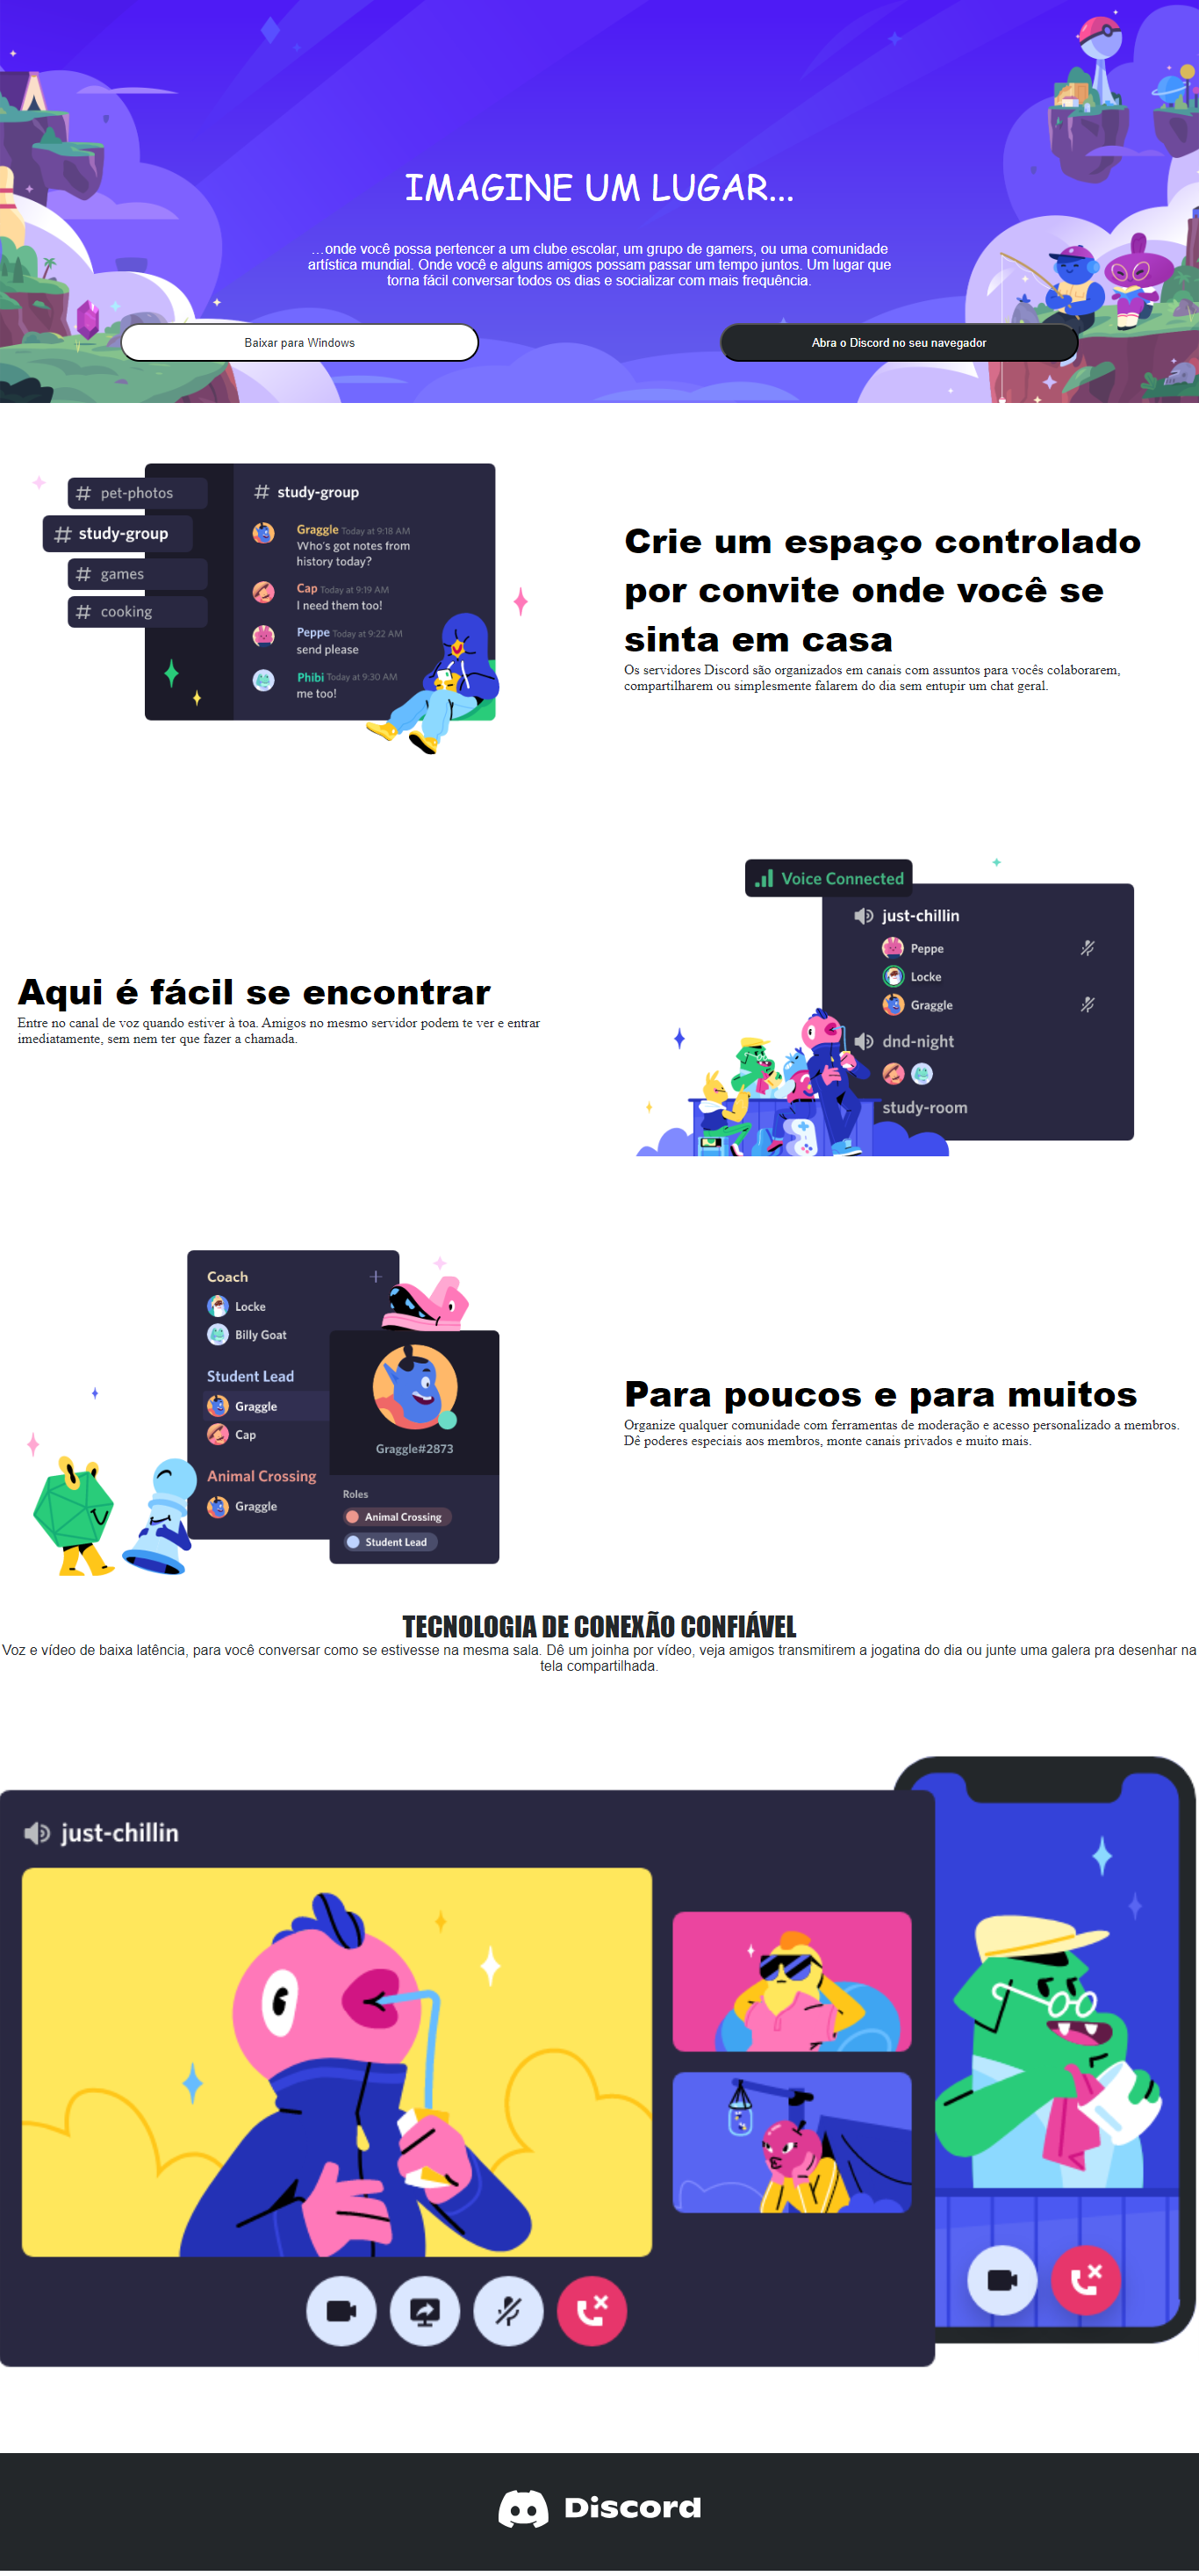 IMAGINE UM LUGAR...
...onde você possa pertencer a um clube escolar, um grupo de gamers, ou uma comunidade
artística mundial. Onde você e alguns amigos possam passar um tempo juntos. Um lugar que
torna fácil conversar todos os dias e socializar com mais frequência.
Baixar para Windows
Abra o Discord no seu navegador
# pet-photos
# study-group
# games
# cooking
# study-group
Graggle Today at 9:18 AM
Who's got notes from
history today?
Cap Today at 9:19 AM
I need them too!
Peppe Today at 9:22 AM
send please
Phibi Today at 9:30 AM
me too!
Crie um espaço controlado
por convite onde você se
sinta em casa
Os servidores Discord são organizados em canais com assuntos para vocês colaborarem,
compartilharem ou simplesmente falarem do dia sem entupir um chat geral.
Aqui é fácil se encontrar
Entre no canal de voz quando estiver à toa. Amigos no mesmo servidor podem te ver e entrar
imediatamente, sem nem ter que fazer a chamada.
Voice Connected
just-chillin
Peppe
Locke
Graggle
dnd-night
study-room
Coach
Locke
Billy Goat
Student Lead
Graggle
Cap
Animal Crossing
Graggle
Graggle#2873
Roles
Animal Crossing
Student Lead
Para poucos e para muitos
Organize qualquer comunidade com ferramentas de moderação e acesso personalizado a membros.
Dê poderes especiais aos membros, monte canais privados e muito mais.
TECNOLOGIA DE CONEXÃO CONFIÁVEL
Voz e vídeo de baixa latência, para você conversar como se estivesse na mesma sala. Dê um joinha por vídeo, veja amigos transmitirem a jogatina do dia ou junte uma galera pra desenhar na
tela compartilhada.
just-chillin
Discord